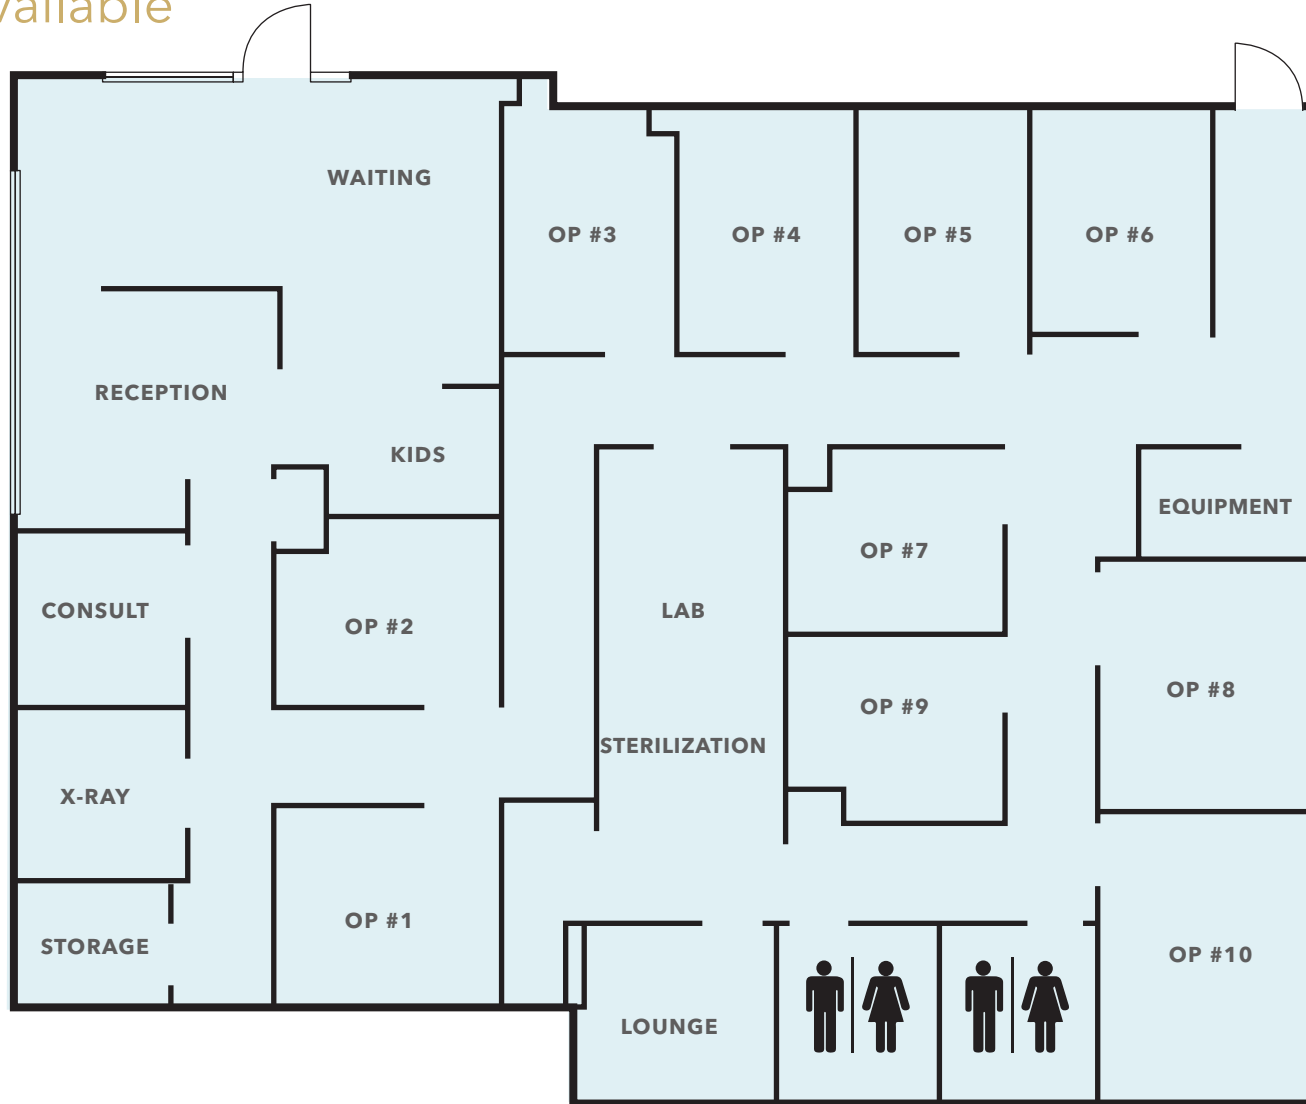 WAITING
OP #3
OP #4
OP #5
OP #6
RECEPTION
KIDS
EQUIPMENT
OP #7
CONSULT
OP #2
LAB
OP #8
OP #9
STERILIZATION
X-RAY
OP #1
STORAGE
OP #10
LOUNGE